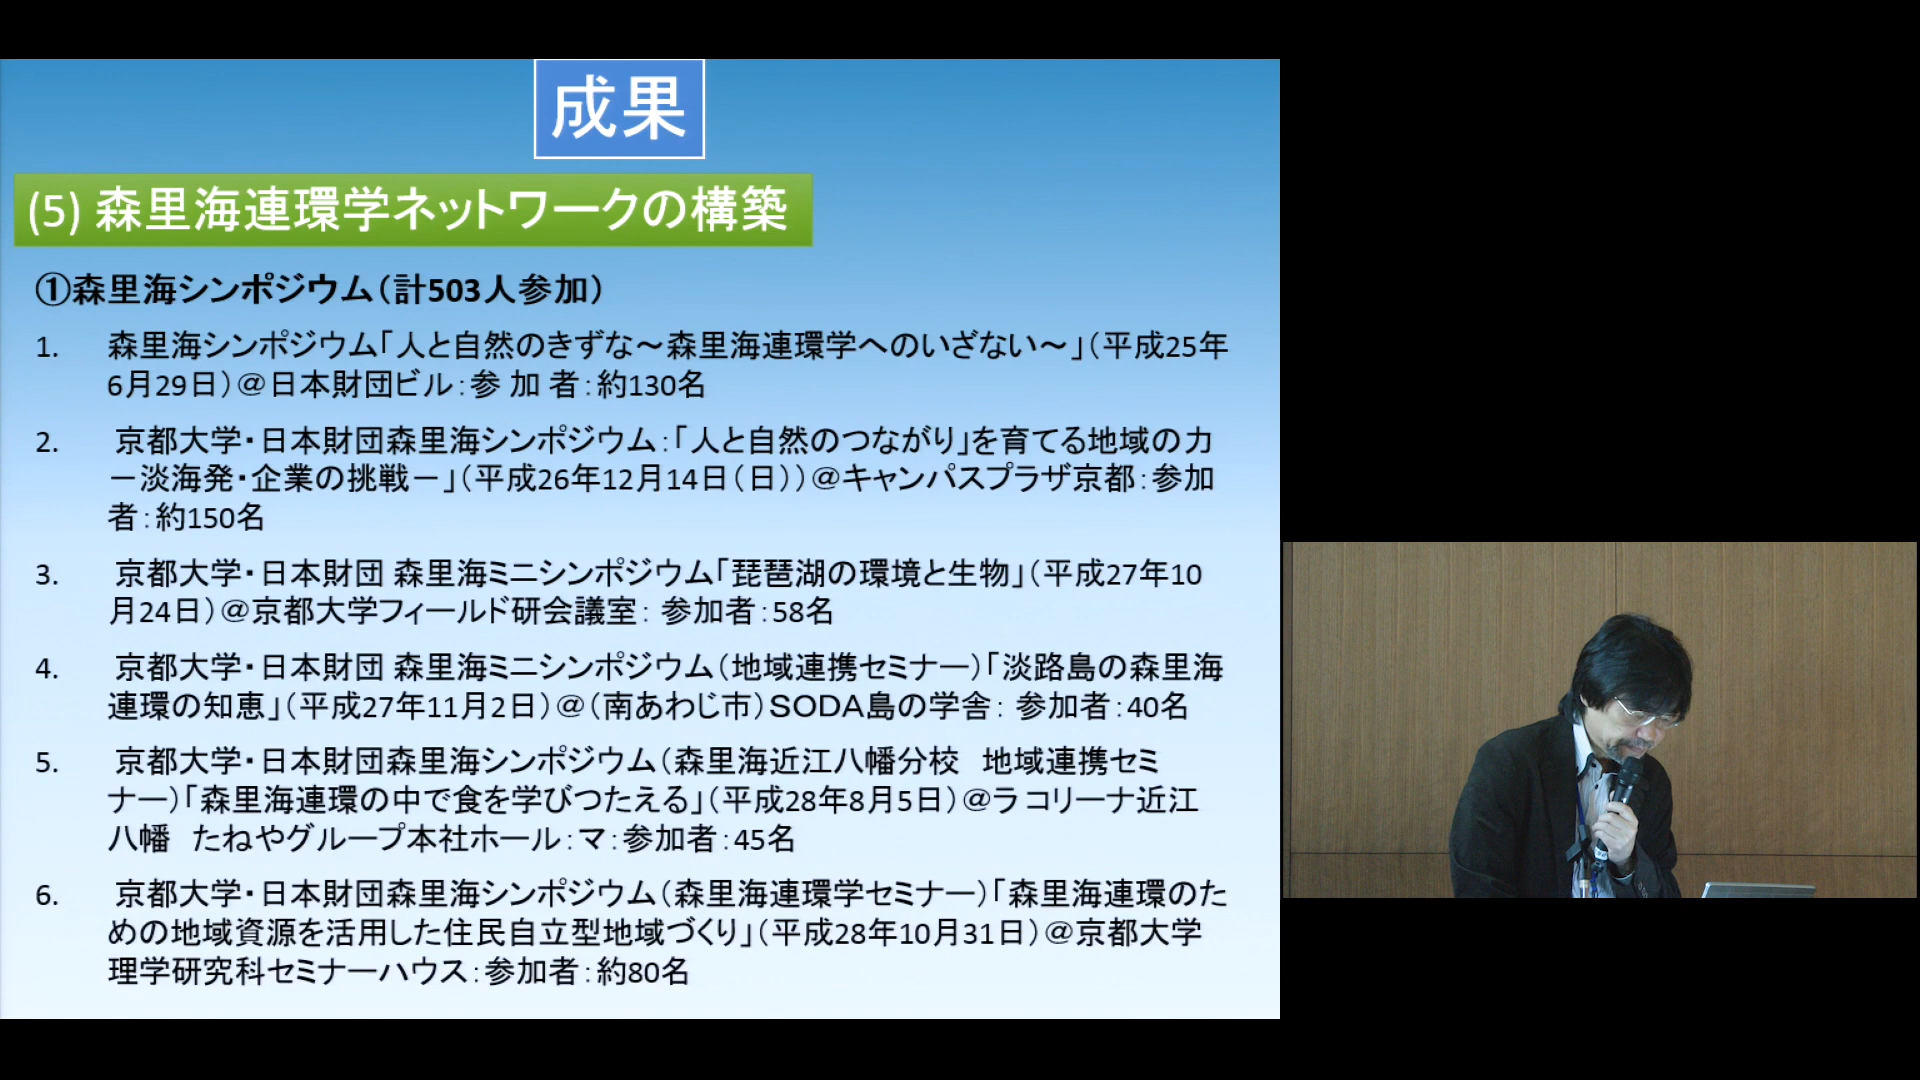 成果
(5) 森里海連環学ネットワークの構築
①森里海シンポジウム（計503人参加）
1. 森里海シンポジウム「人と自然のきずな～森里海連環学へのいざない～」（平成25年
6月29日）＠日本財団ビル：参 加 者：約130名
2. 京都大学・日本財団森里海シンポジウム：「人と自然のつながり」を育てる地域の力
－淡海発・企業の挑戦－」（平成26年12月14日（日））＠キャンパスプラザ京都：参加
者：約150名
3. 京都大学・日本財団 森里海ミニシンポジウム「琵琶湖の環境と生物」（平成27年10
月24日）＠京都大学フィールド研会議室： 参加者：58名
4. 京都大学・日本財団 森里海ミニシンポジウム（地域連携セミナー）「淡路島の森里海
連環の知恵」（平成27年11月2日）＠（南あわじ市）SODA島の学舎： 参加者：40名
5. 京都大学・日本財団森里海シンポジウム（森里海近江八幡分校　地域連携セミ
ナー）「森里海連環の中で食を学びつたえる」（平成28年8月5日）＠ラ コリーナ近江
八幡　たねやグループ本社ホール：マ：参加者：45名
6. 京都大学・日本財団森里海シンポジウム（森里海連環学セミナー）「森里海連環のた
めの地域資源を活用した住民自立型地域づくり」（平成28年10月31日）＠京都大学
理学研究科セミナーハウス：参加者：約80名